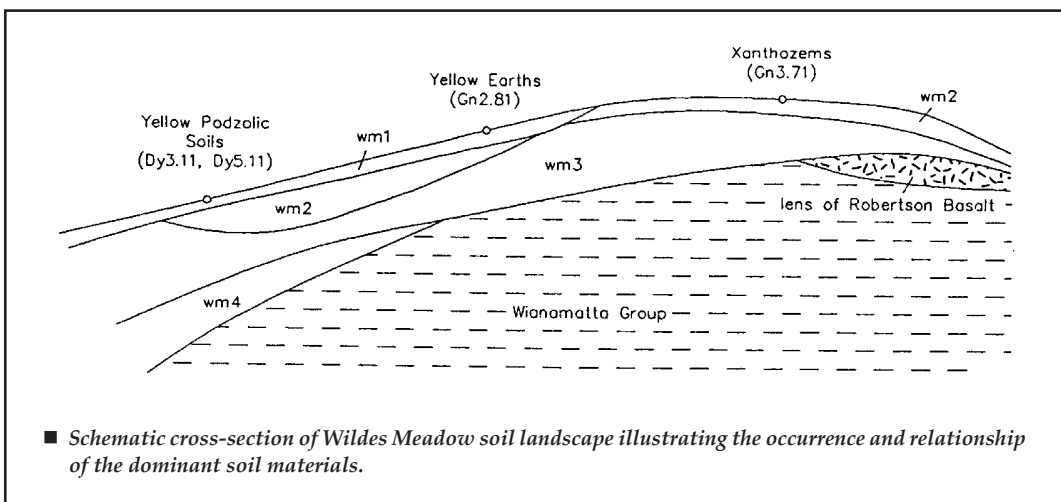 Xanthozems
(Gn3.71)
Yellow Earths
(Gn2.81)
wm2
Yellow Podzolic
Soils
(Dy3.11, Dy5.11)
wm1
wm3
wm2
lens of Robertson Basalt
wm4
Wianamatta Group
■ Schematic cross-section of Wildes Meadow soil landscape illustrating the occurrence and relationship
of the dominant soil materials.